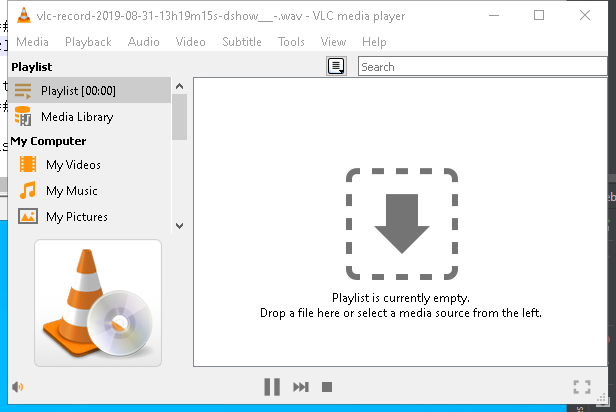 vlc-record-2019-08-31-13h19m15s-dshow___-.wav - VLC media player
Media Playback Audio Video Subtitle Tools View Help
Playlist
Search
Playlist [00:00]
Media Library
My Computer
My Videos
My Music
My Pictures
Playlist is currently empty.
Drop a file here or select a media source from the left.